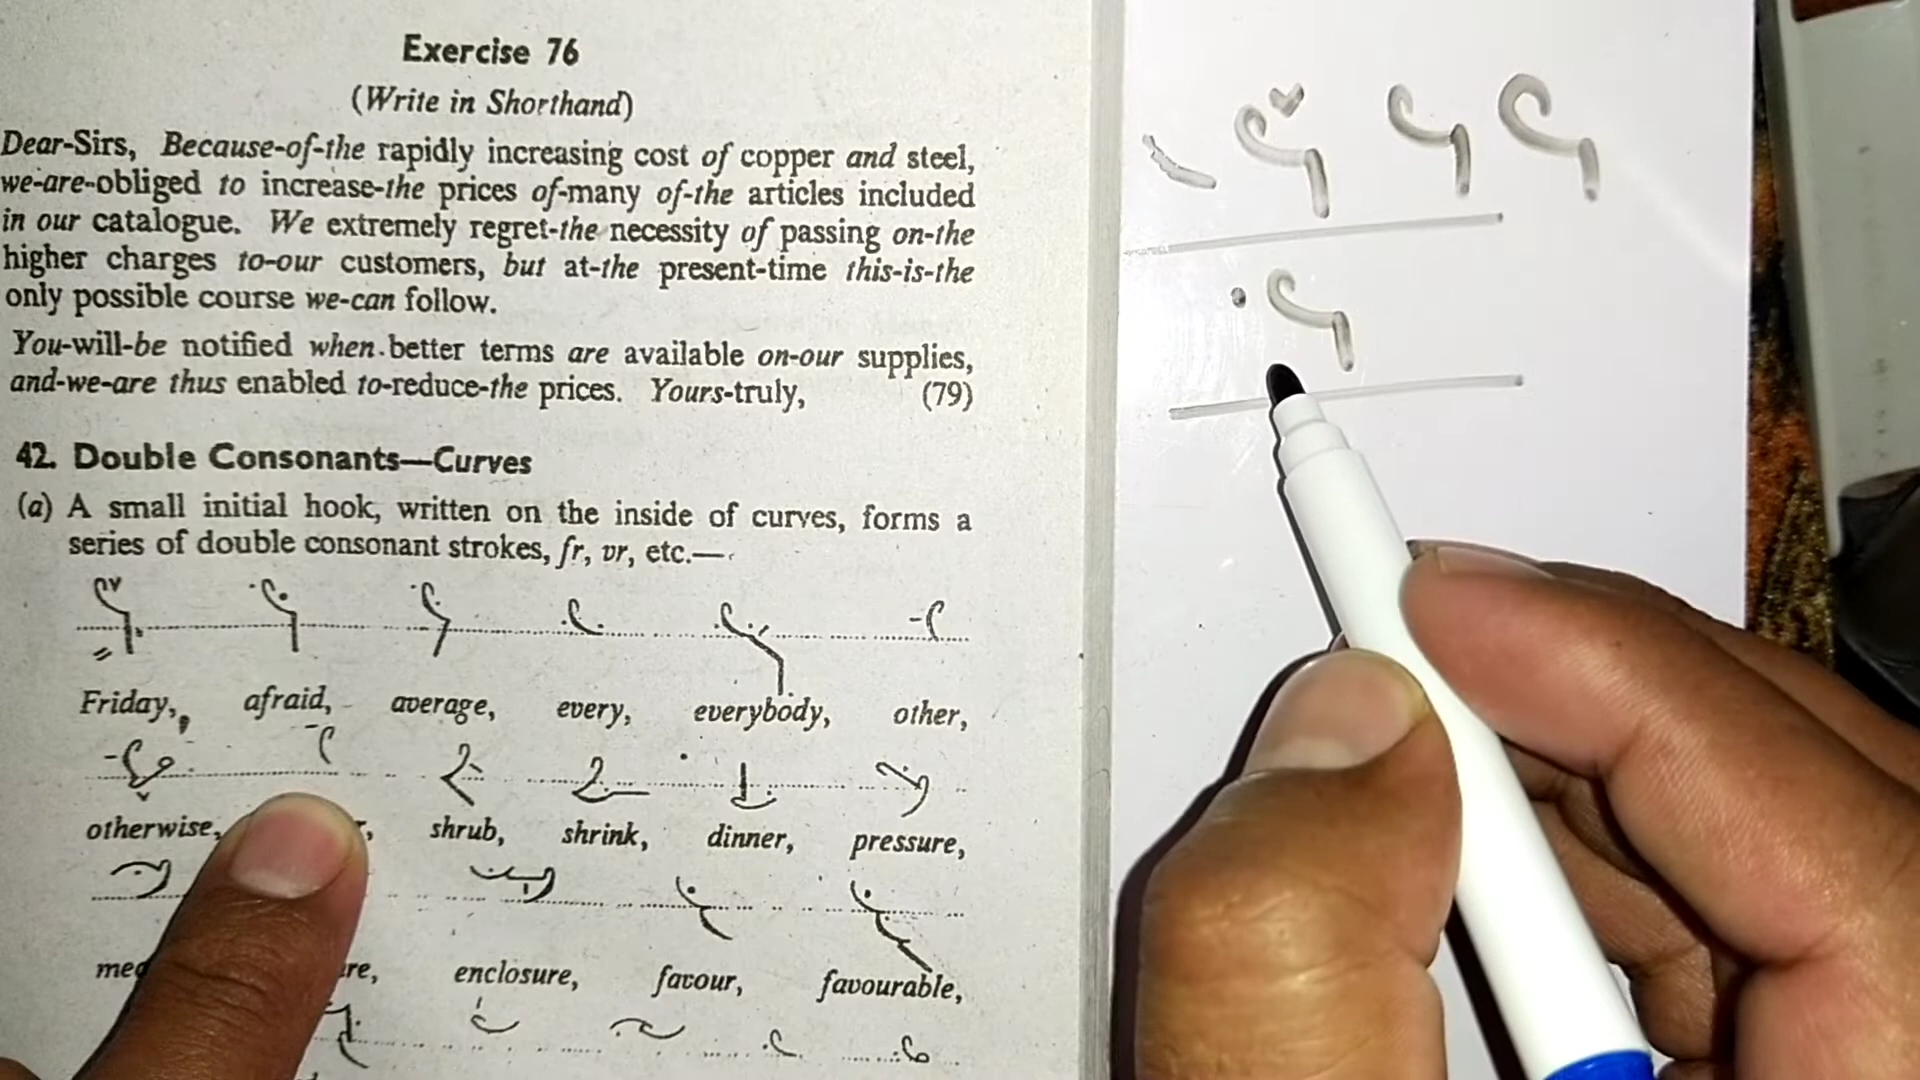 Exercise 76
(Write in Shorthand)
Dear-Sirs, Because-of-the rapidly increasing cost of copper and steel,
we-are-obliged to increase-the prices of-many of-the articles included
in our catalogue. We extremely regret-the necessity of passing on-the
higher charges to-our customers, but at-the present-time this-is-the
only possible course we-can follow.
You-will-be notified when better terms are available on-our supplies,
and-we-are thus enabled to-reduce-the prices. Yours-truly, (79)
42. Double Consonants—Curves
(a) A small initial hook, written on the inside of curves, forms a
series of double consonant strokes, fr, vr, etc.—
Friday, afraid, average, every, everybody, other,
otherwise, shrub, shrink, dinner, pressure,
enclosure, favour, favourable,